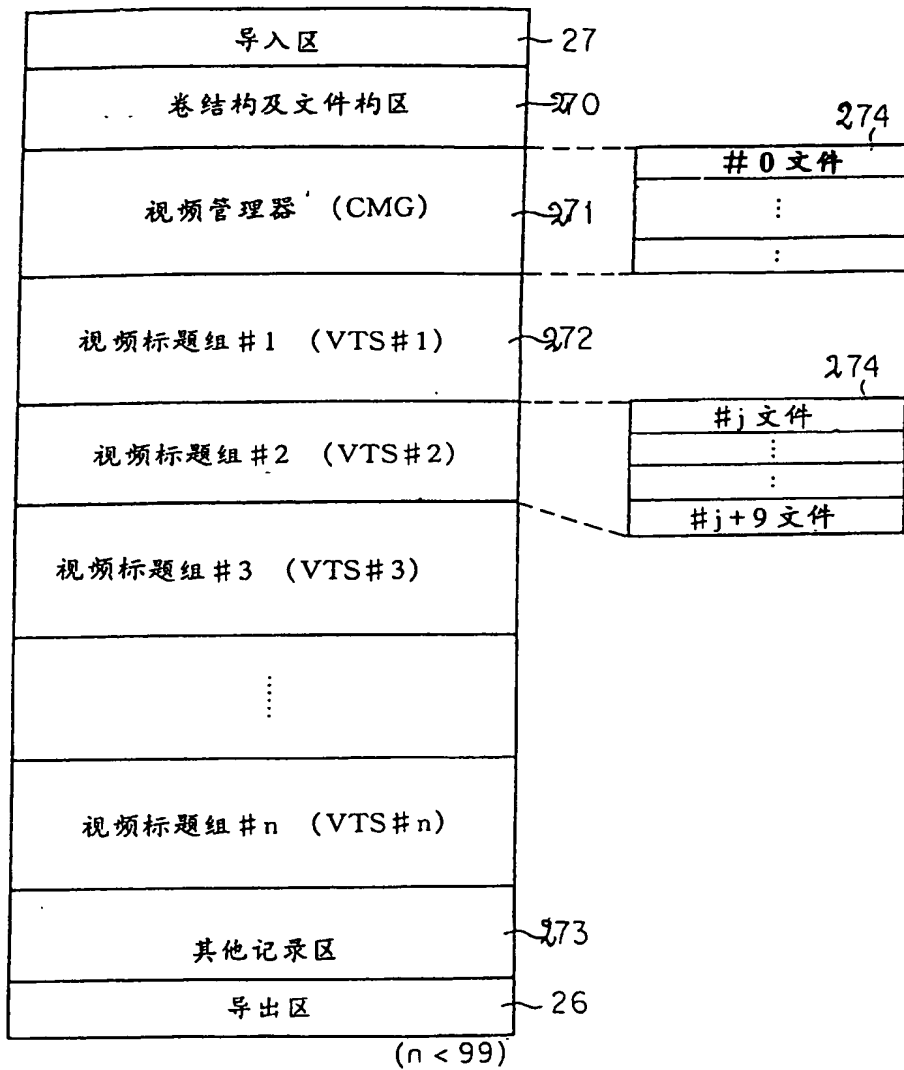 导入区 27
卷结构及文件构区 270
274
#0 文件
⋮
⋮
视频管理器 (CMG) 271
视频标题组#1 (VTS#1) 272
274
#j 文件
⋮
⋮
#j+9 文件
视频标题组#2 (VTS#2)
视频标题组#3 (VTS#3)
⋮
视频标题组#n (VTS#n)
其他记录区 273
导出区 26
(n < 99)